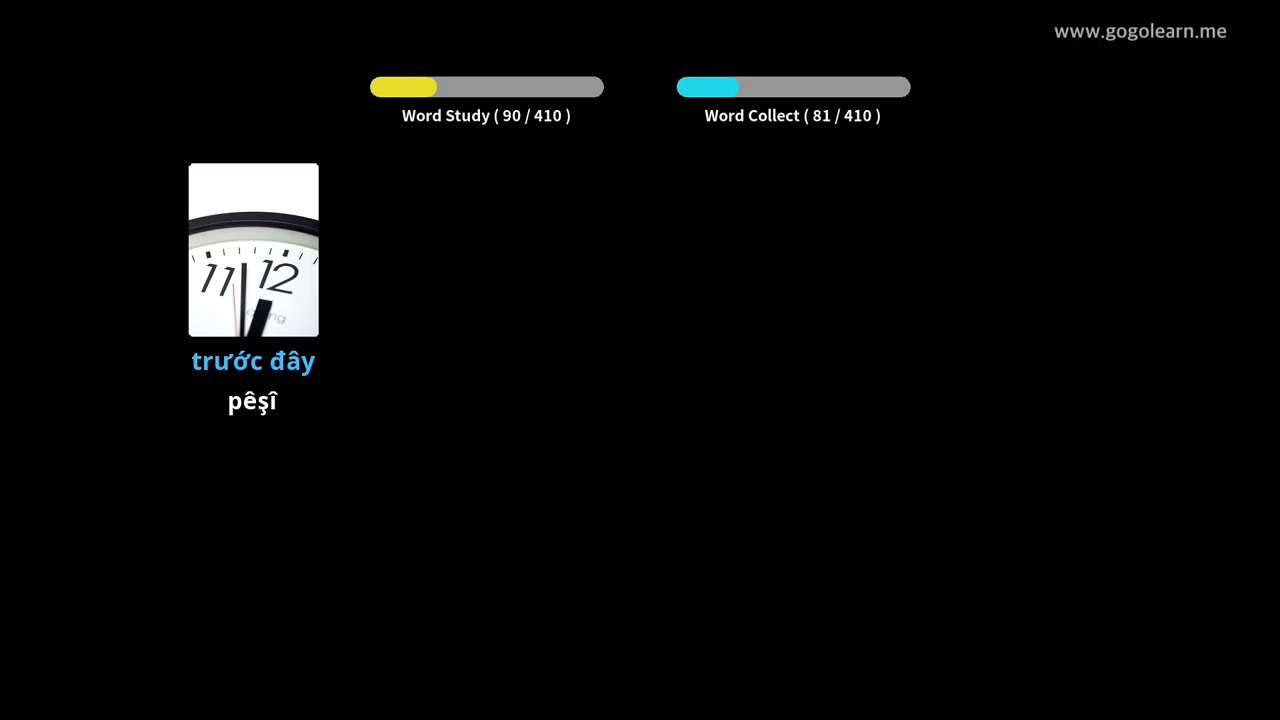 www.gogolearn.me
Word Study ( 90 / 410 )
Word Collect ( 81 / 410 )
11 12
trước đây
pêşî